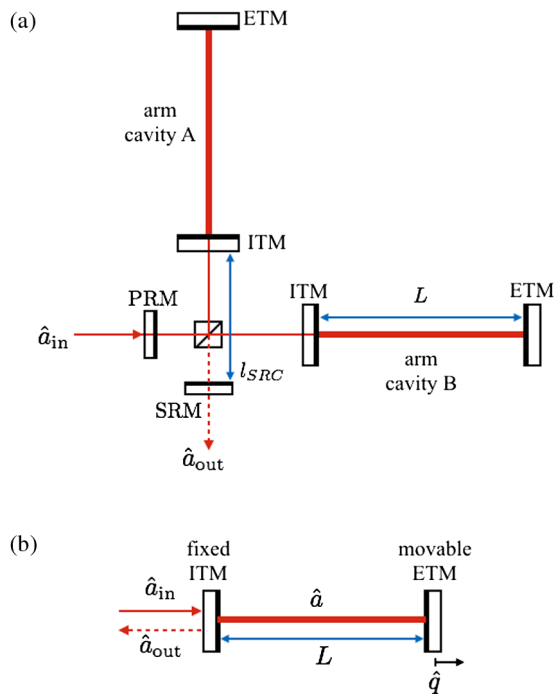 (a)
ETM
arm
cavity A
ITM
PRM
ITM
L
ETM
â_in
arm
cavity B
l_SRC
SRM
â_out
(b)
fixed
ITM
movable
ETM
â_in
â
â_out
L
q̂